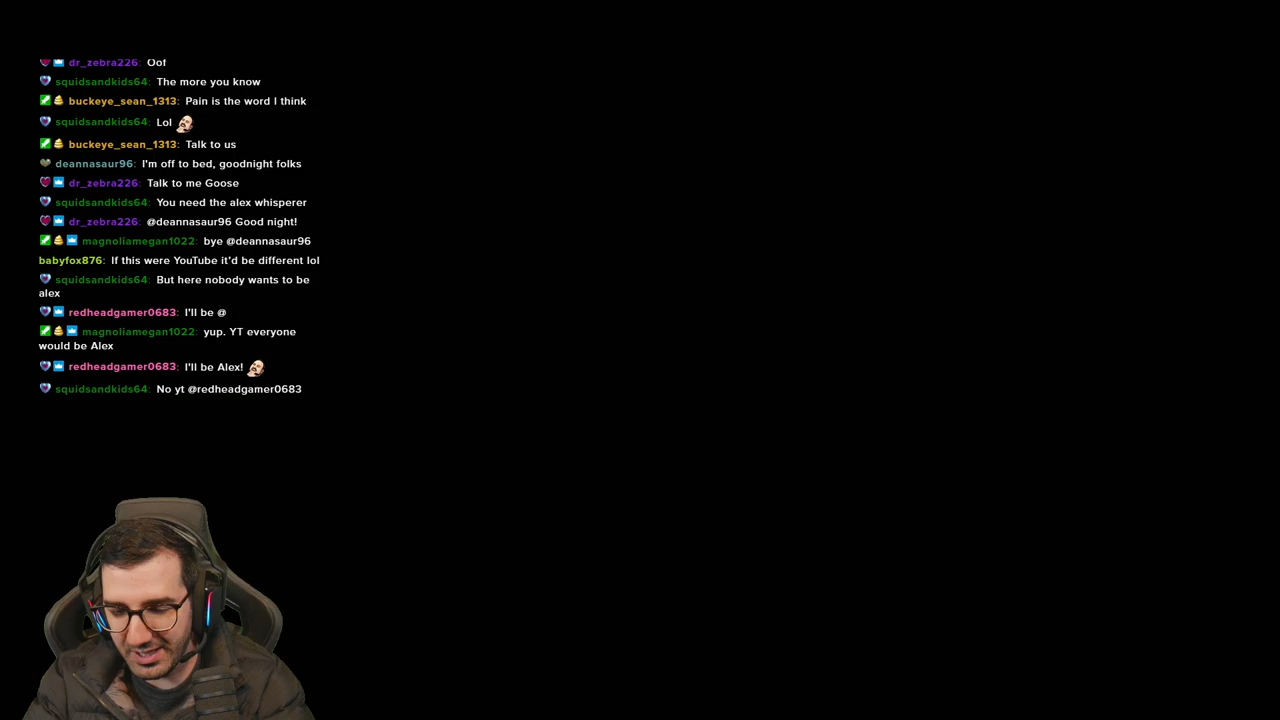 dr_zebra226: Oof
squidsandkids64: The more you know
buckeye_sean_1313: Pain is the word I think
squidsandkids64: Lol
buckeye_sean_1313: Talk to us
deannasaur96: I'm off to bed, goodnight folks
dr_zebra226: Talk to me Goose
squidsandkids64: You need the alex whisperer
dr_zebra226: @deannasaur96 Good night!
magnoliamegan1022: bye @deannasaur96
babyfox876: If this were YouTube it'd be different lol
squidsandkids64: But here nobody wants to be
alex
redheadgamer0683: I'll be @
magnoliamegan1022: yup. YT everyone
would be Alex
redheadgamer0683: I'll be Alex!
squidsandkids64: No yt @redheadgamer0683